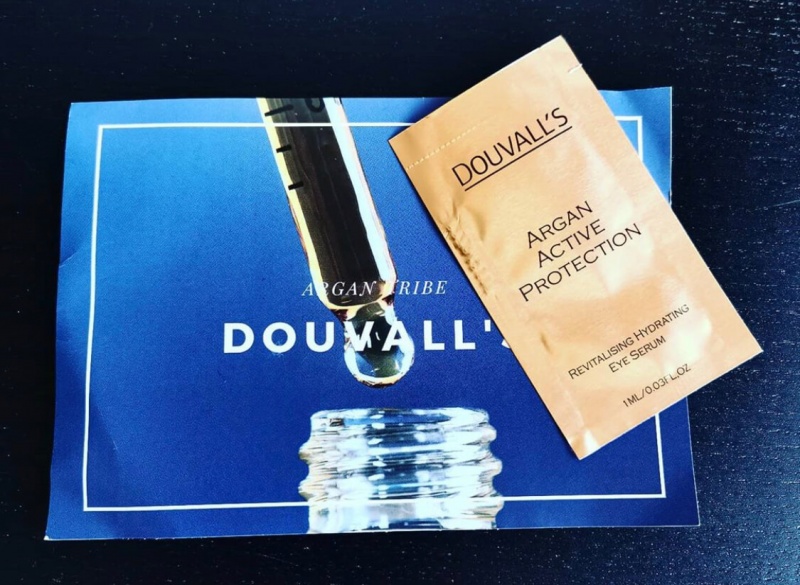 ARGAN TRIBE
DOUVALL'S
DOUVALL'S
ARGAN
ACTIVE
PROTECTION
REVITALISING HYDRATING
EYE SERUM
1ML/0.03FL.OZ